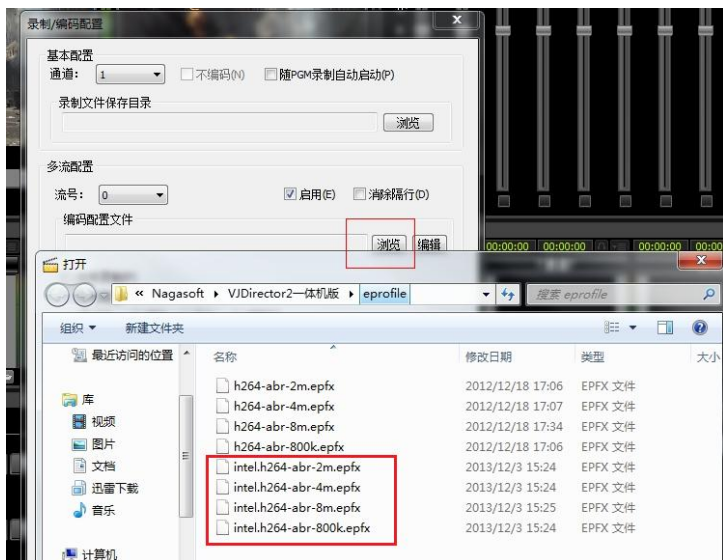 录制/编码配置
基本配置
通道: 1 不编码(N) 随PGM录制自动启动(P)
录制文件保存目录
浏览
多流配置
流号: 0 启用(E) 消除隔行(D)
编码配置文件
浏览 编辑
00:00:00 00:00:00 00:00:00 00:00
打开
« Nagasoft VJDirector2一体机版 eprofile 搜索 eprofile
组织 新建文件夹
最近访问的位置
库
视频
图片
文档
迅雷下载
音乐
计算机
名称 修改日期 类型 大小
h264-abr-2m.epfx 2012/12/18 17:06 EPFX 文件
h264-abr-4m.epfx 2012/12/18 17:07 EPFX 文件
h264-abr-8m.epfx 2012/12/18 17:34 EPFX 文件
h264-abr-800k.epfx 2012/12/18 17:06 EPFX 文件
intel.h264-abr-2m.epfx 2013/12/3 15:24 EPFX 文件
intel.h264-abr-4m.epfx 2013/12/3 15:24 EPFX 文件
intel.h264-abr-8m.epfx 2013/12/3 15:25 EPFX 文件
intel.h264-abr-800k.epfx 2013/12/3 15:24 EPFX 文件